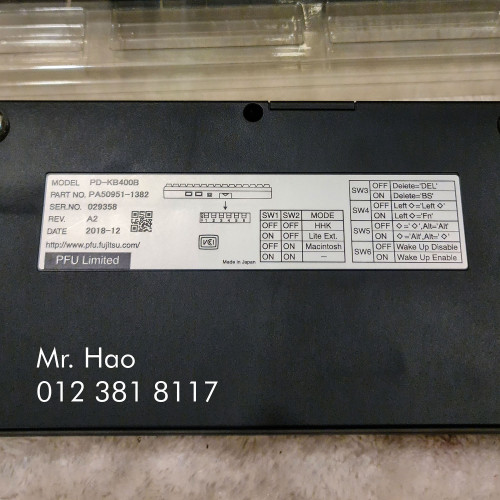 MODEL PD-KB400B
PART NO. PA50951-1382
SER.NO. 029358
REV. A2
DATE 2018-12
http://www.pfu.fujitsu.com/
PFU Limited
VCI
Made in Japan
SW1 SW2 MODE
OFF OFF HHK
OFF ON Lite Ext.
ON OFF Macintosh
ON ON —
SW3 OFF Delete='DEL'
ON Delete='BS'
SW4 OFF Left ◇='Left ◇'
ON Left ◇='Fn'
SW5 OFF ◇='◇',Alt='Alt'
ON ◇='Alt',Alt='◇'
SW6 OFF Wake Up Disable
ON Wake Up Enable
Mr. Hao
012 381 8117